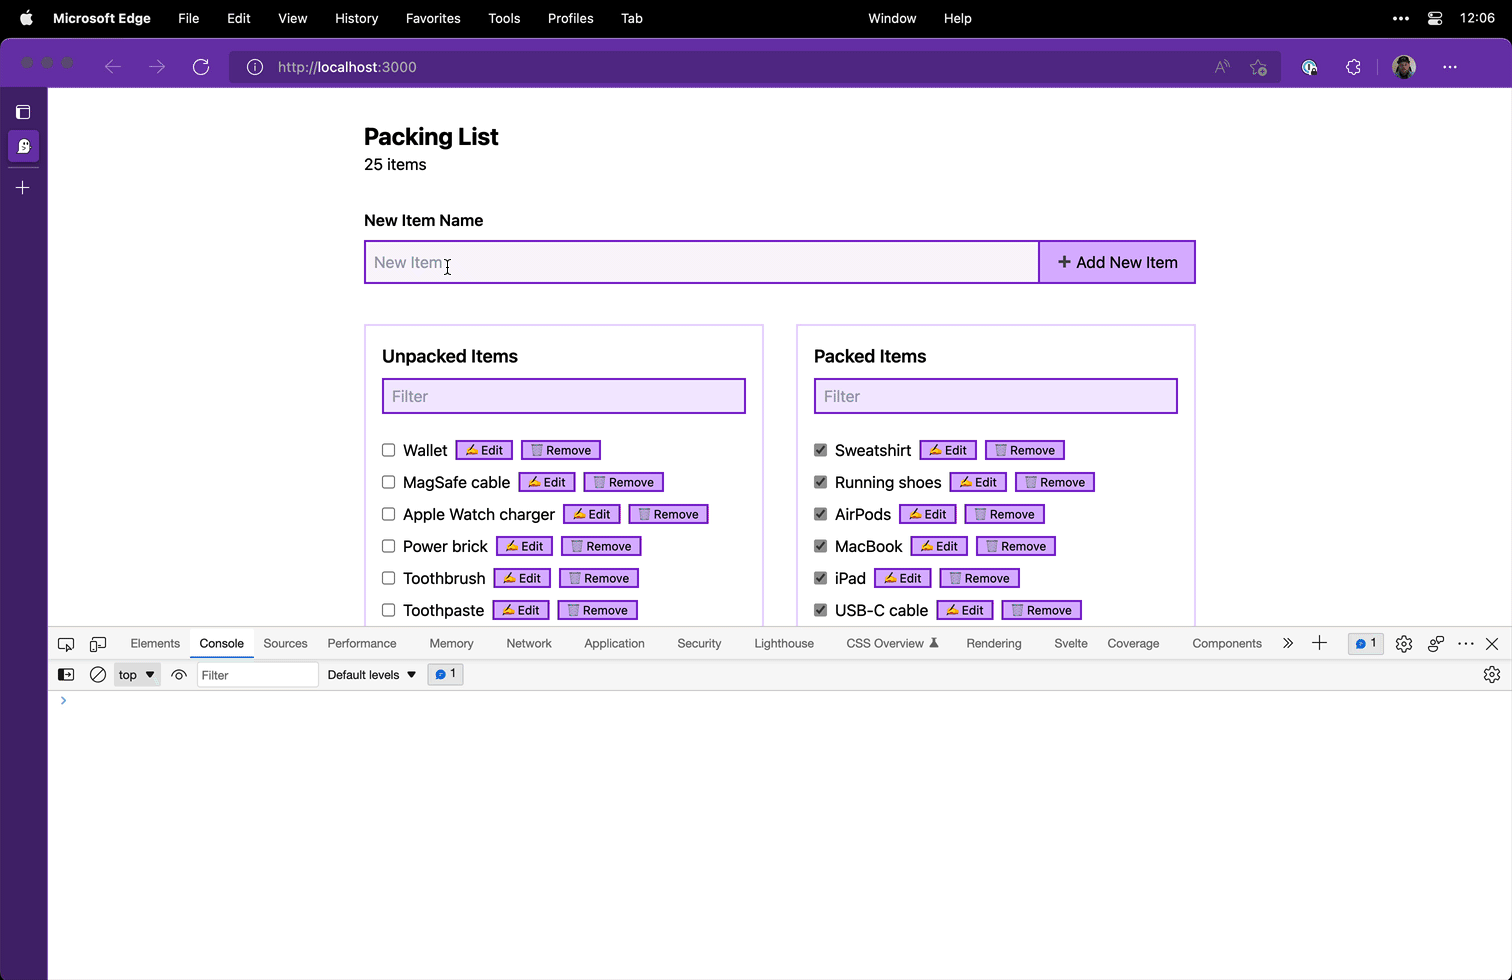 Microsoft Edge File Edit View History Favorites Tools Profiles Tab Window Help 12:06
http://localhost:3000
Packing List
25 items
New Item Name
New Item
+ Add New Item
Unpacked Items
Filter
Wallet Edit Remove
MagSafe cable Edit Remove
Apple Watch charger Edit Remove
Power brick Edit Remove
Toothbrush Edit Remove
Toothpaste Edit Remove
Packed Items
Filter
Sweatshirt Edit Remove
Running shoes Edit Remove
AirPods Edit Remove
MacBook Edit Remove
iPad Edit Remove
USB-C cable Edit Remove
Elements Console Sources Performance Memory Network Application Security Lighthouse CSS Overview Rendering Svelte Coverage Components 1
top Filter Default levels 1